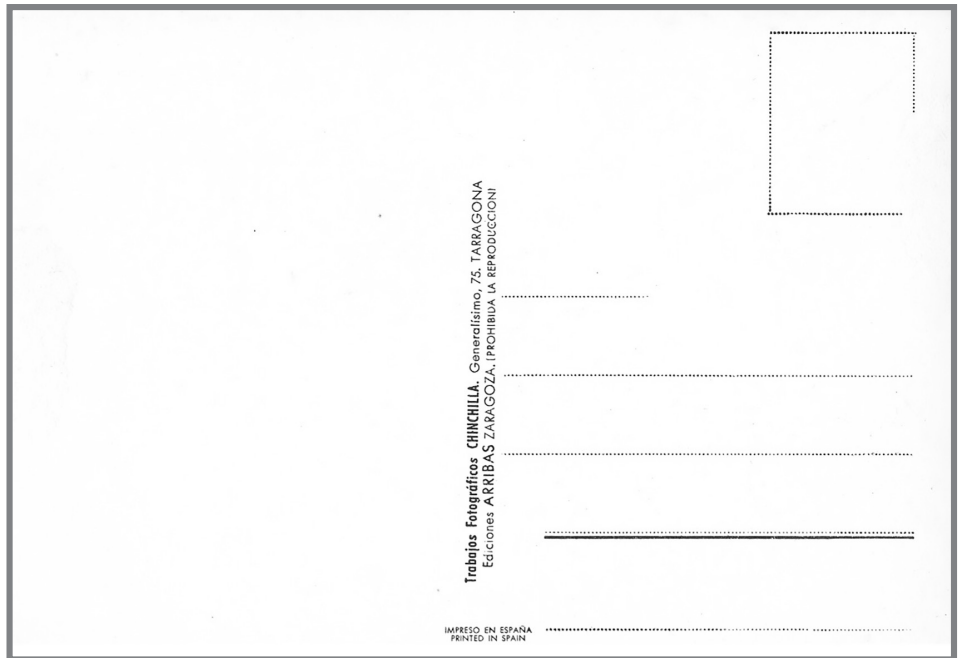 Trabajos Fotográficos CHINCHILLA. Generalísimo, 75. TARRAGONA
Ediciones ARRIBAS ZARAGOZA. (PROHIBIDA LA REPRODUCCION)
IMPRESO EN ESPAÑA
PRINTED IN SPAIN